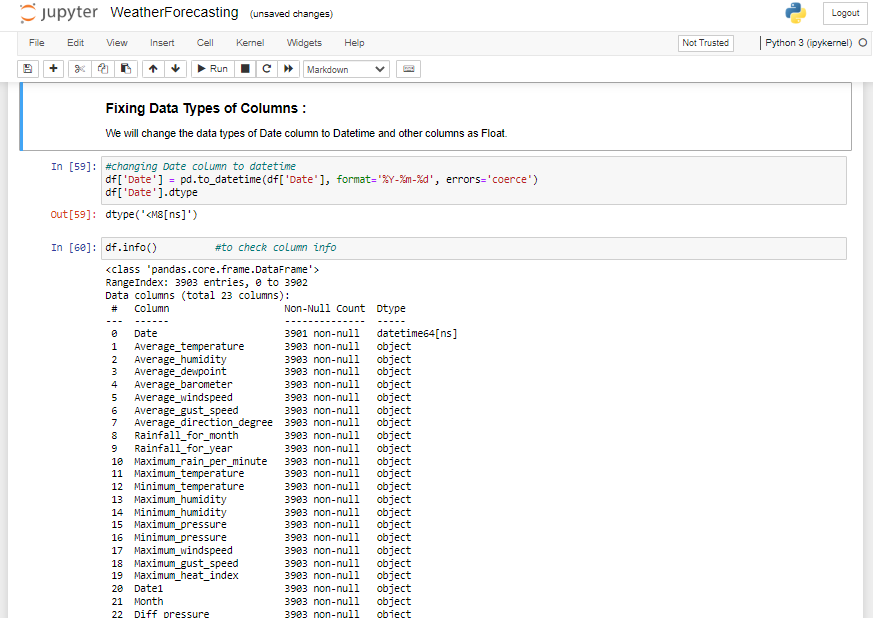 jupyter WeatherForecasting (unsaved changes) Logout
File Edit View Insert Cell Kernel Widgets Help Not Trusted Python 3 (ipykernel)
Run Markdown
Fixing Data Types of Columns :
We will change the data types of Date column to Datetime and other columns as Float.
In [59]: #changing Date column to datetime
df['Date'] = pd.to_datetime(df['Date'], format='%Y-%m-%d', errors='coerce')
df['Date'].dtype
Out[59]: dtype('<M8[ns]')
In [60]: df.info() #to check column info
<class 'pandas.core.frame.DataFrame'>
RangeIndex: 3903 entries, 0 to 3902
Data columns (total 23 columns):
# Column Non-Null Count Dtype
--- ------ -------------- -----
0 Date 3901 non-null datetime64[ns]
1 Average_temperature 3903 non-null object
2 Average_humidity 3903 non-null object
3 Average_dewpoint 3903 non-null object
4 Average_barometer 3903 non-null object
5 Average_windspeed 3903 non-null object
6 Average_gust_speed 3903 non-null object
7 Average_direction_degree 3903 non-null object
8 Rainfall_for_month 3903 non-null object
9 Rainfall_for_year 3903 non-null object
10 Maximum_rain_per_minute 3903 non-null object
11 Maximum_temperature 3903 non-null object
12 Minimum_temperature 3903 non-null object
13 Maximum_humidity 3903 non-null object
14 Minimum_humidity 3903 non-null object
15 Maximum_pressure 3903 non-null object
16 Minimum_pressure 3903 non-null object
17 Maximum_windspeed 3903 non-null object
18 Maximum_gust_speed 3903 non-null object
19 Maximum_heat_index 3903 non-null object
20 Date1 3903 non-null object
21 Month 3903 non-null object
22 Diff_pressure 3903 non-null object